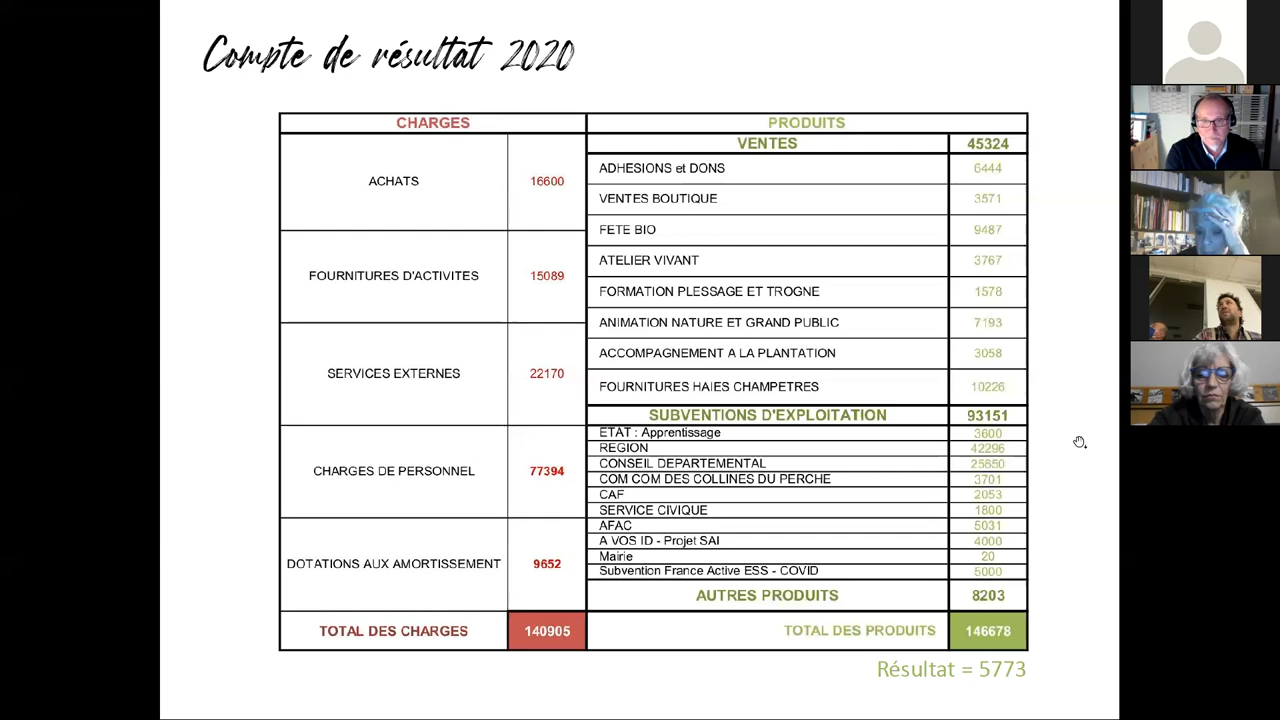 Compte de résultat 2020
CHARGES PRODUITS
VENTES 45324
ACHATS 16600
ADHESIONS et DONS 6444
VENTES BOUTIQUE 3571
FETE BIO 9487
FOURNITURES D'ACTIVITES 15089
ATELIER VIVANT 3767
FORMATION PLESSAGE ET TROGNE 1578
ANIMATION NATURE ET GRAND PUBLIC 7193
SERVICES EXTERNES 22170
ACCOMPAGNEMENT A LA PLANTATION 3058
FOURNITURES HAIES CHAMPETRES 10226
SUBVENTIONS D'EXPLOITATION 93151
CHARGES DE PERSONNEL 77394
ETAT : Apprentissage 3600
REGION 42296
CONSEIL DEPARTEMENTAL 25650
COM COM DES COLLINES DU PERCHE 3701
CAF 2053
SERVICE CIVIQUE 1800
DOTATIONS AUX AMORTISSEMENT 9652
AFAC 5031
A VOS ID - Projet SAI 4000
Mairie 20
Subvention France Active ESS - COVID 5000
AUTRES PRODUITS 8203
TOTAL DES CHARGES 140905 TOTAL DES PRODUITS 146678
Résultat = 5773